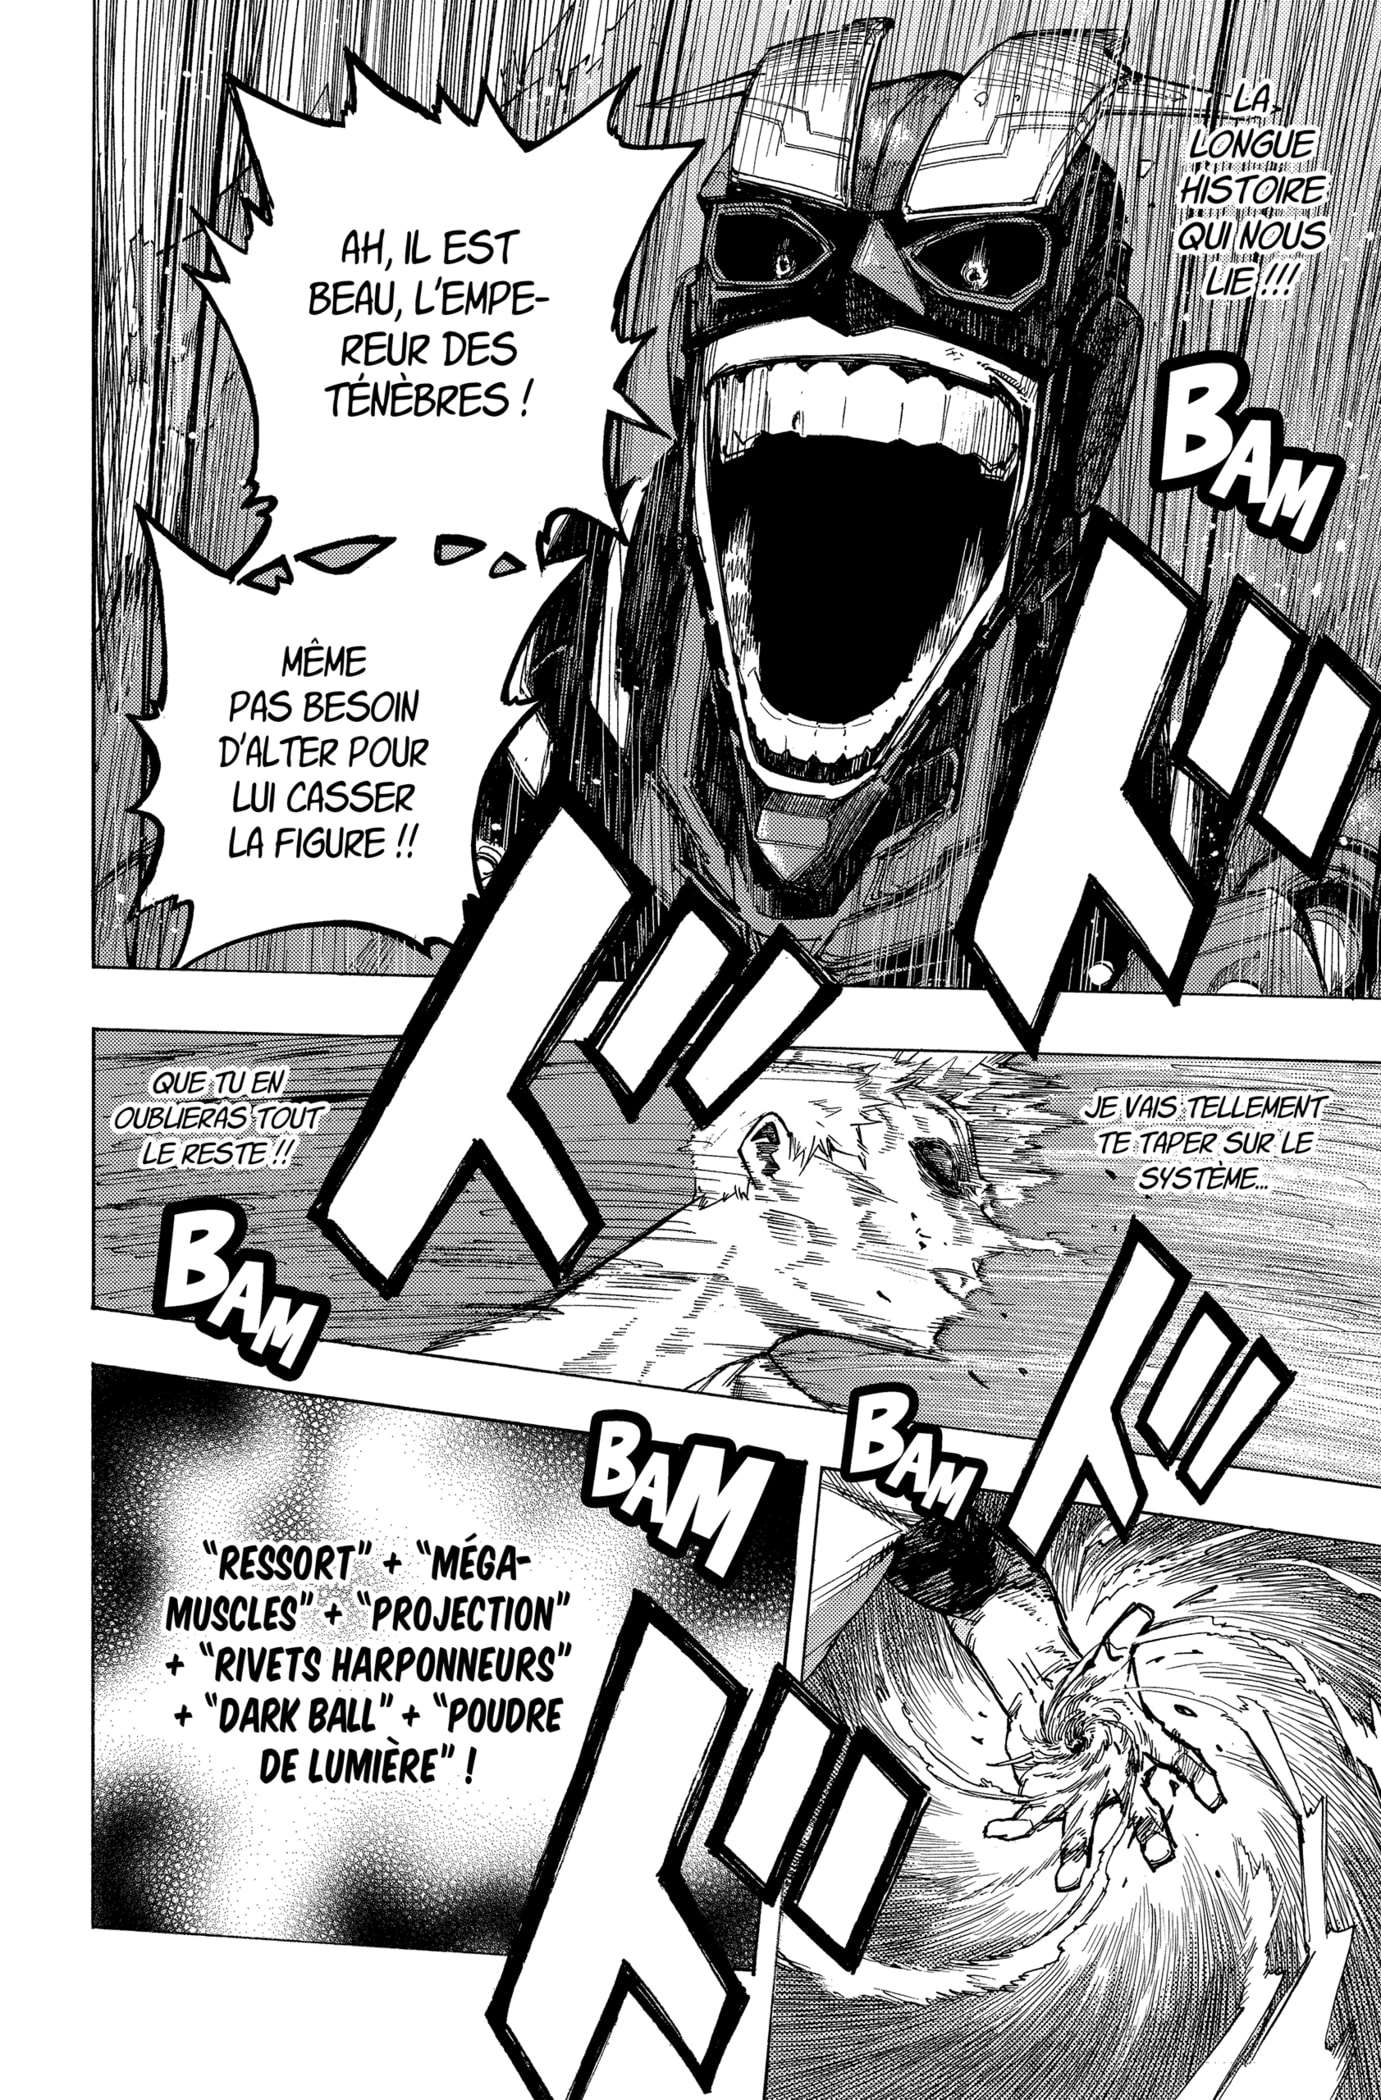 LA
LONGUE
HISTOIRE
QUI NOUS
LIE !!!
AH, IL EST
BEAU, L'EMPE-
REUR DES
TÉNÈBRES !
MÊME
PAS BESOIN
D'ALTER POUR
LUI CASSER
LA FIGURE !!
BAM
ドドド
JE VAIS TELLEMENT
TE TAPER SUR LE
SYSTÈME...
QUE TU EN
OUBLIERAS TOUT
LE RESTE !!
BAM
BAM
BAM
ド
"RESSORT" + "MÉGA-
MUSCLES" + "PROJECTION"
+ "RIVETS HARPONNEURS"
+ "DARK BALL" + "POUDRE
DE LUMIÈRE" !